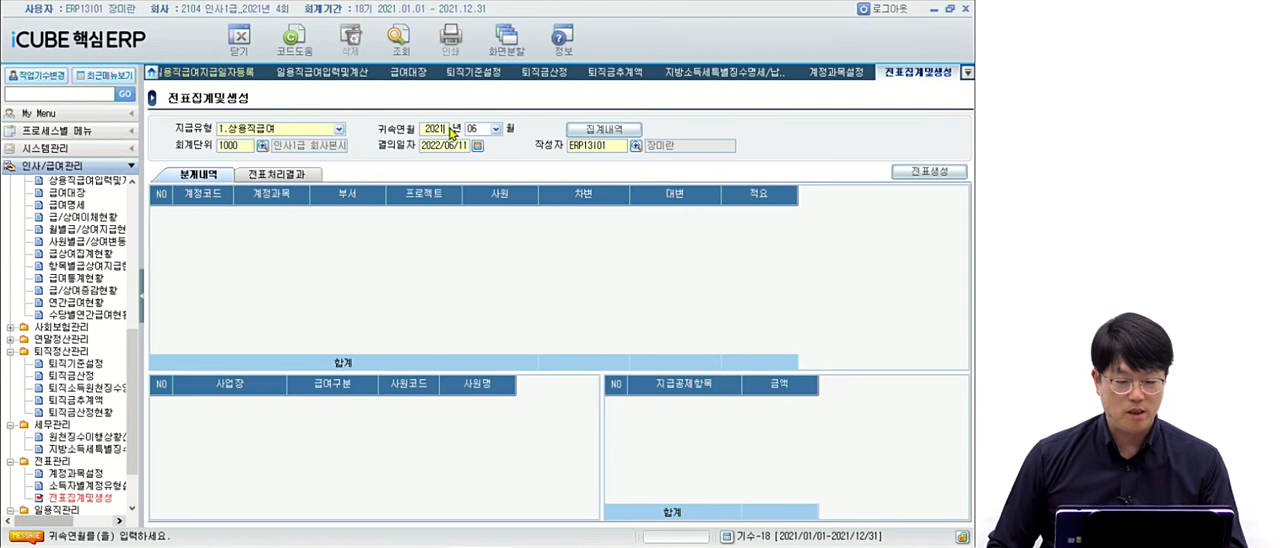 사용자 : ERP13101 장미란 회사 : 2104 인사1급_2021년 4회 회계기간 : 18기 2021.01.01 - 2021.12.31 로그아웃
iCUBE 핵심ERP
닫기 코드도움 삭제 조회 인쇄 화면분할 정보
작업기수변경 최근메뉴보기
용직급여지급일자등록 일용직급여입력및계산 급여대장 퇴직기준설정 퇴직금산정 퇴직금추계액 지방소득세특별징수명세/납.. 계정과목설정 전표집계및생성
GO
전표집계및생성
My Menu
프로세스별 메뉴
시스템관리
인사/급여관리
상용직급여입력및
급여대장
급여명세
급/상여이체현황
월별급/상여지급현
사원별급/상여변동
급상여집계현황
항목별급상여지급현
급여통계현황
급/상여증감현황
연간급여현황
수당별연간급여현황
사회보험관리
연말정산관리
퇴직정산관리
퇴직기준설정
퇴직금산정
퇴직소득원천징수영
퇴직금추계액
퇴직금산정현황
세무관리
원천징수이행상황신
지방소득세특별징수
전표관리
계정과목설정
소득자별계정유형설
전표집계및생성
일용직관리
지급유형 1.상용직급여 귀속연월 2021 년 06 월 집계내역
회계단위 1000 인사1급 회사본사 결의일자 2022/06/11 작성자 ERP13101 장미란
분개내역 전표처리결과 전표생성
NO 계정코드 계정과목 부서 프로젝트 사원 차변 대변 적요
합계
NO 사업장 급여구분 사원코드 사원명
NO 지급공제항목 금액
합계
MESSAGE 귀속연월를(을) 입력하세요.
기수-18 [2021/01/01-2021/12/31]